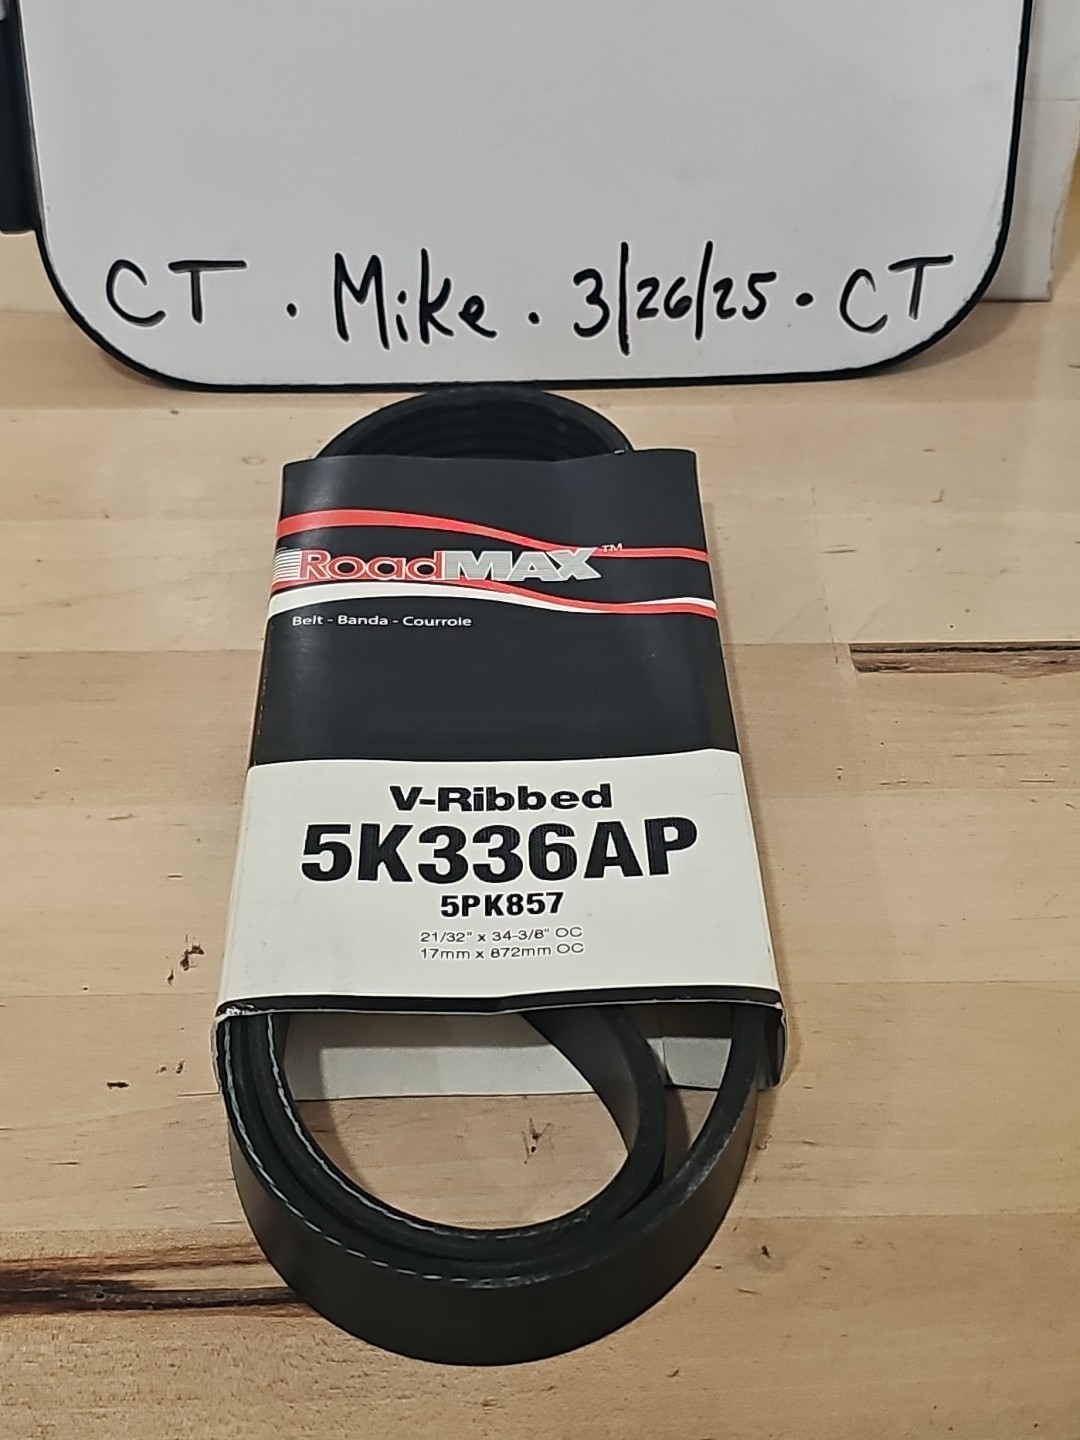 CT · Mike · 3/26/25 · CT
RoadMAX™
Belt - Banda - Courroie
V-Ribbed
5K336AP
5PK857
21/32" x 34-3/8" OC
17mm x 872mm OC